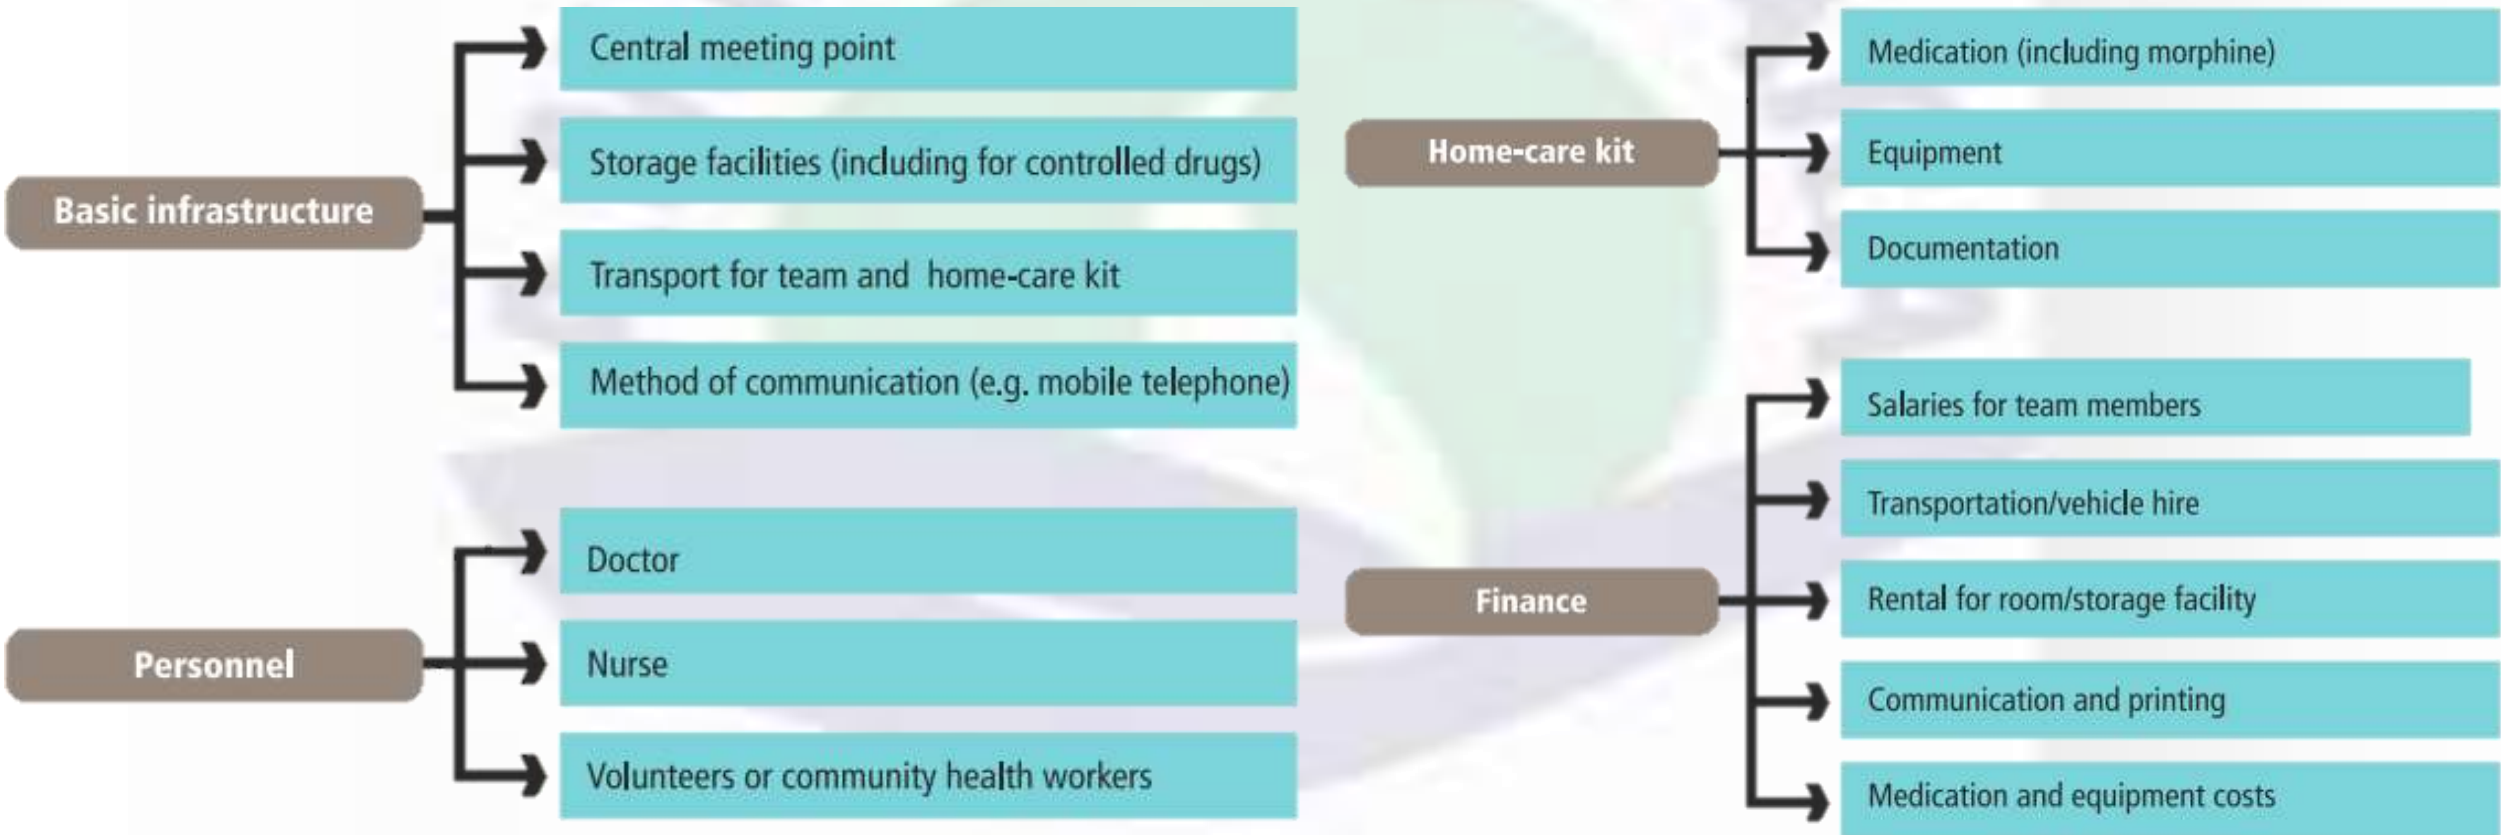 Basic infrastructure
Central meeting point
Storage facilities (including for controlled drugs)
Transport for team and home-care kit
Method of communication (e.g. mobile telephone)
Personnel
Doctor
Nurse
Volunteers or community health workers
Home-care kit
Medication (including morphine)
Equipment
Documentation
Finance
Salaries for team members
Transportation/vehicle hire
Rental for room/storage facility
Communication and printing
Medication and equipment costs